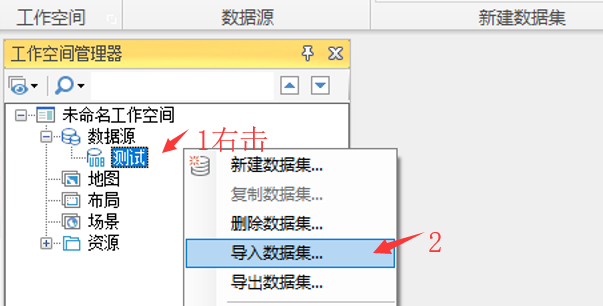 工作空间 数据源 新建数据集
工作空间管理器
未命名工作空间
数据源
1右击
测试
新建数据集...
地图
复制数据集...
布局
删除数据集...
场景
导入数据集...
2
资源
导出数据集...